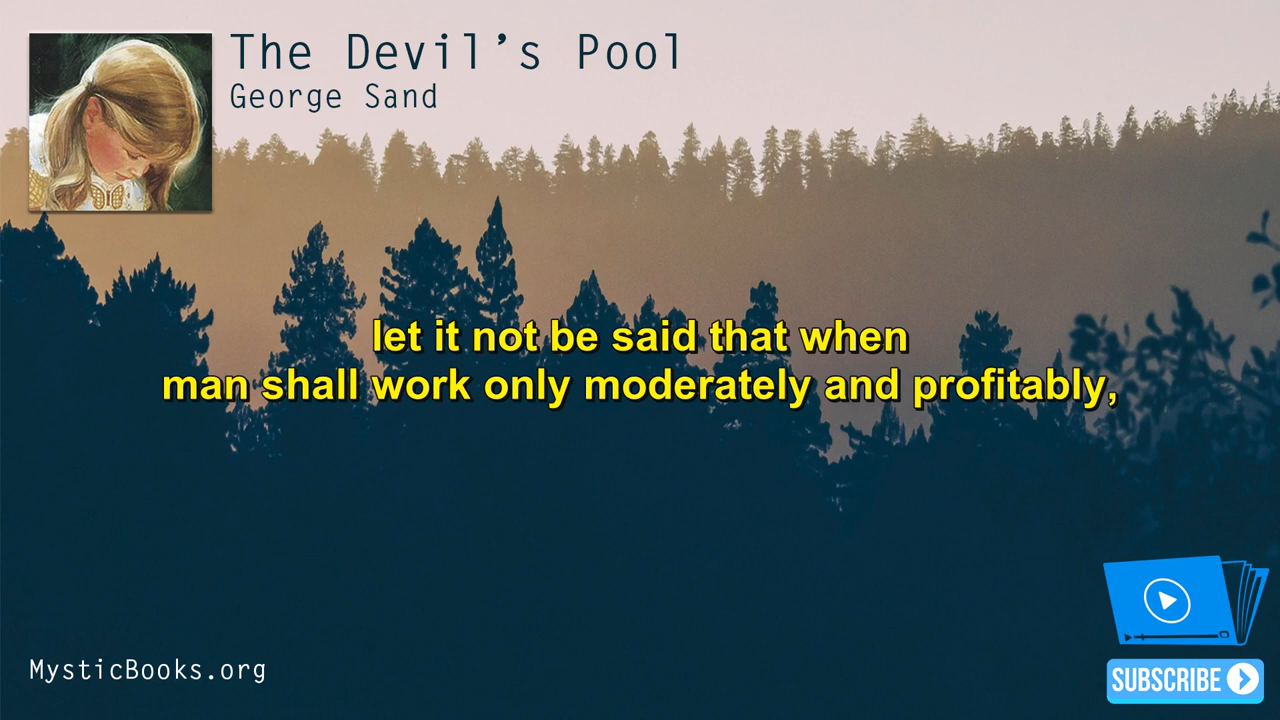 The Devil's Pool
George Sand
let it not be said that when
man shall work only moderately and profitably,
MysticBooks.org
SUBSCRIBE